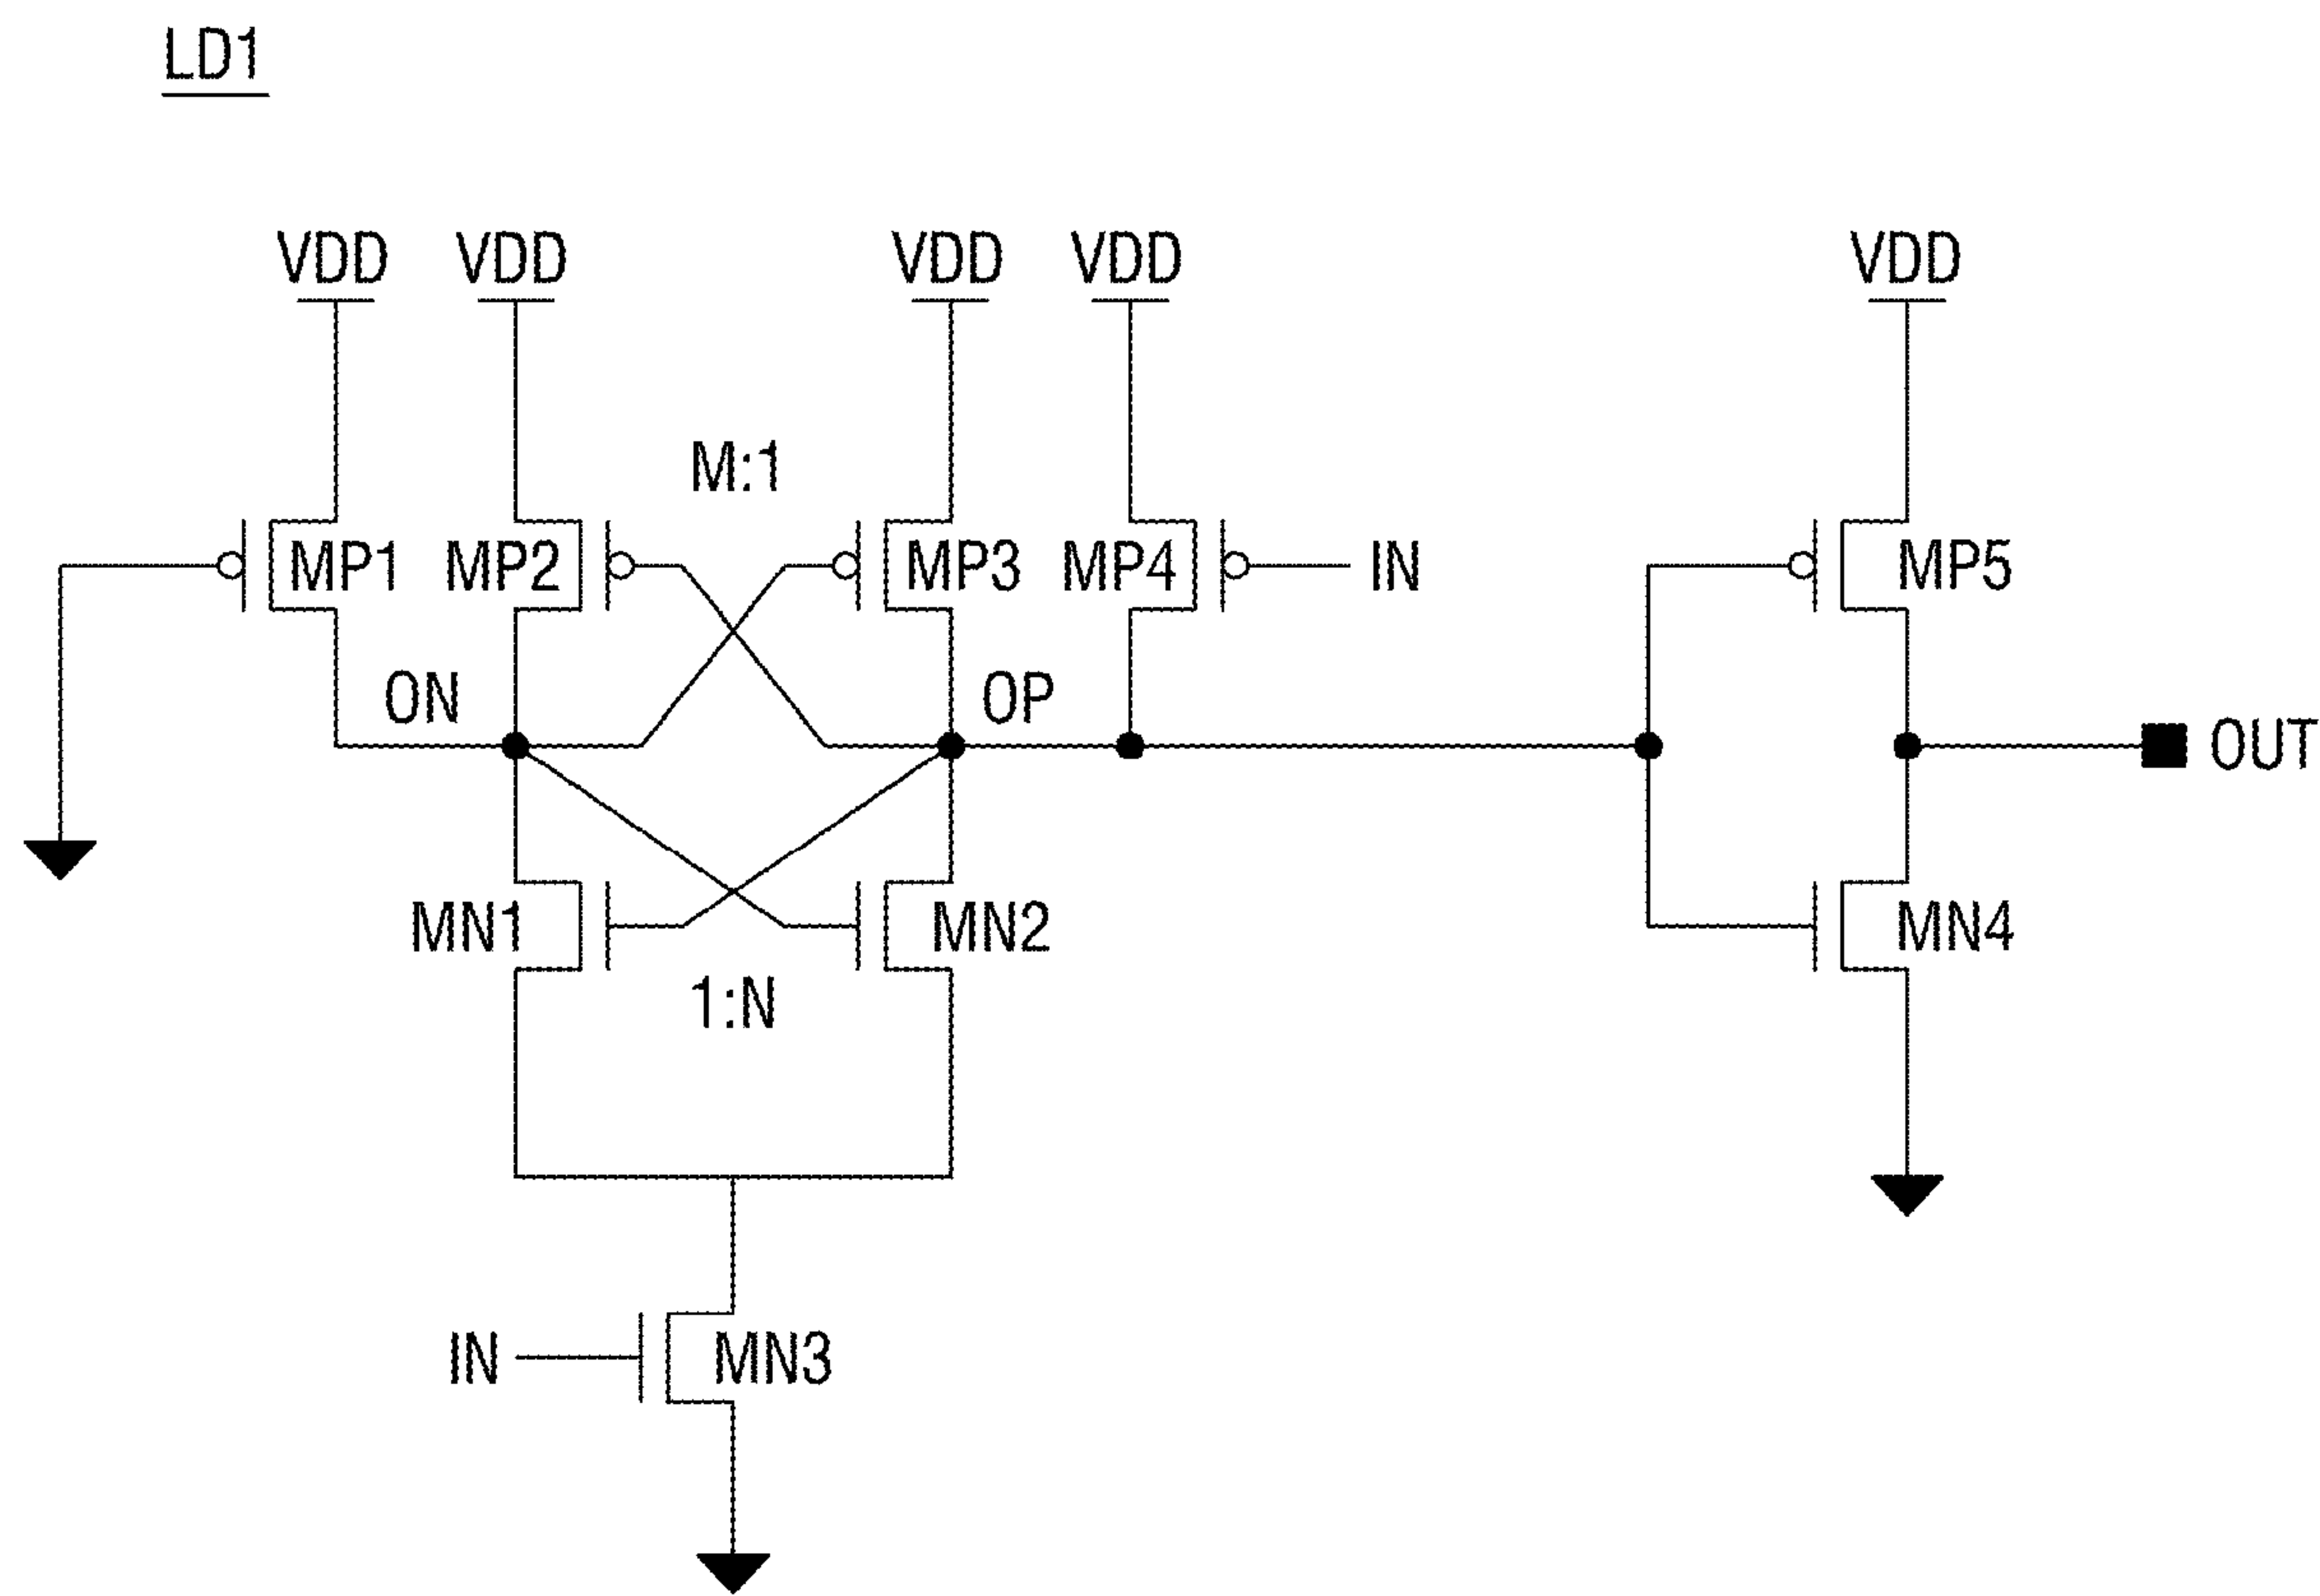 LD1
VDD VDD VDD VDD VDD
M:1
MP1 MP2 MP3 MP4 IN MP5
ON OP
OUT
MN1 MN2 MN4
1:N
IN MN3